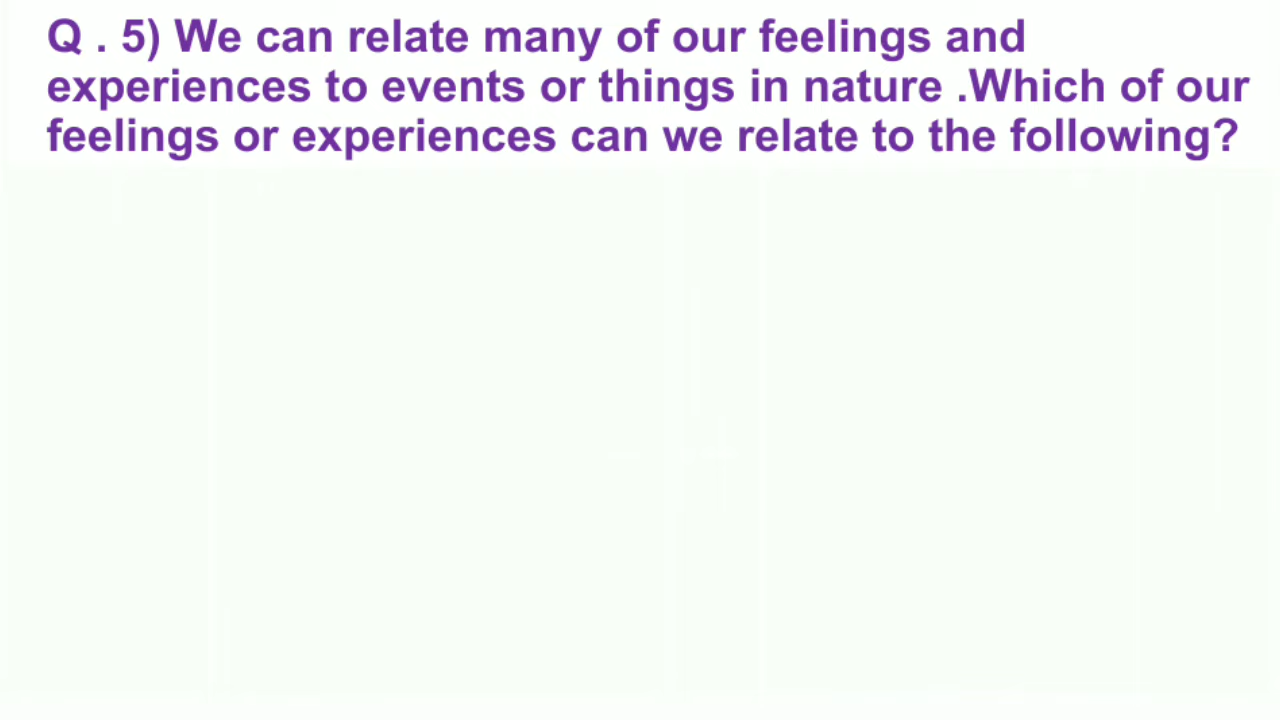 Q . 5) We can relate many of our feelings and
experiences to events or things in nature .Which of our
feelings or experiences can we relate to the following?